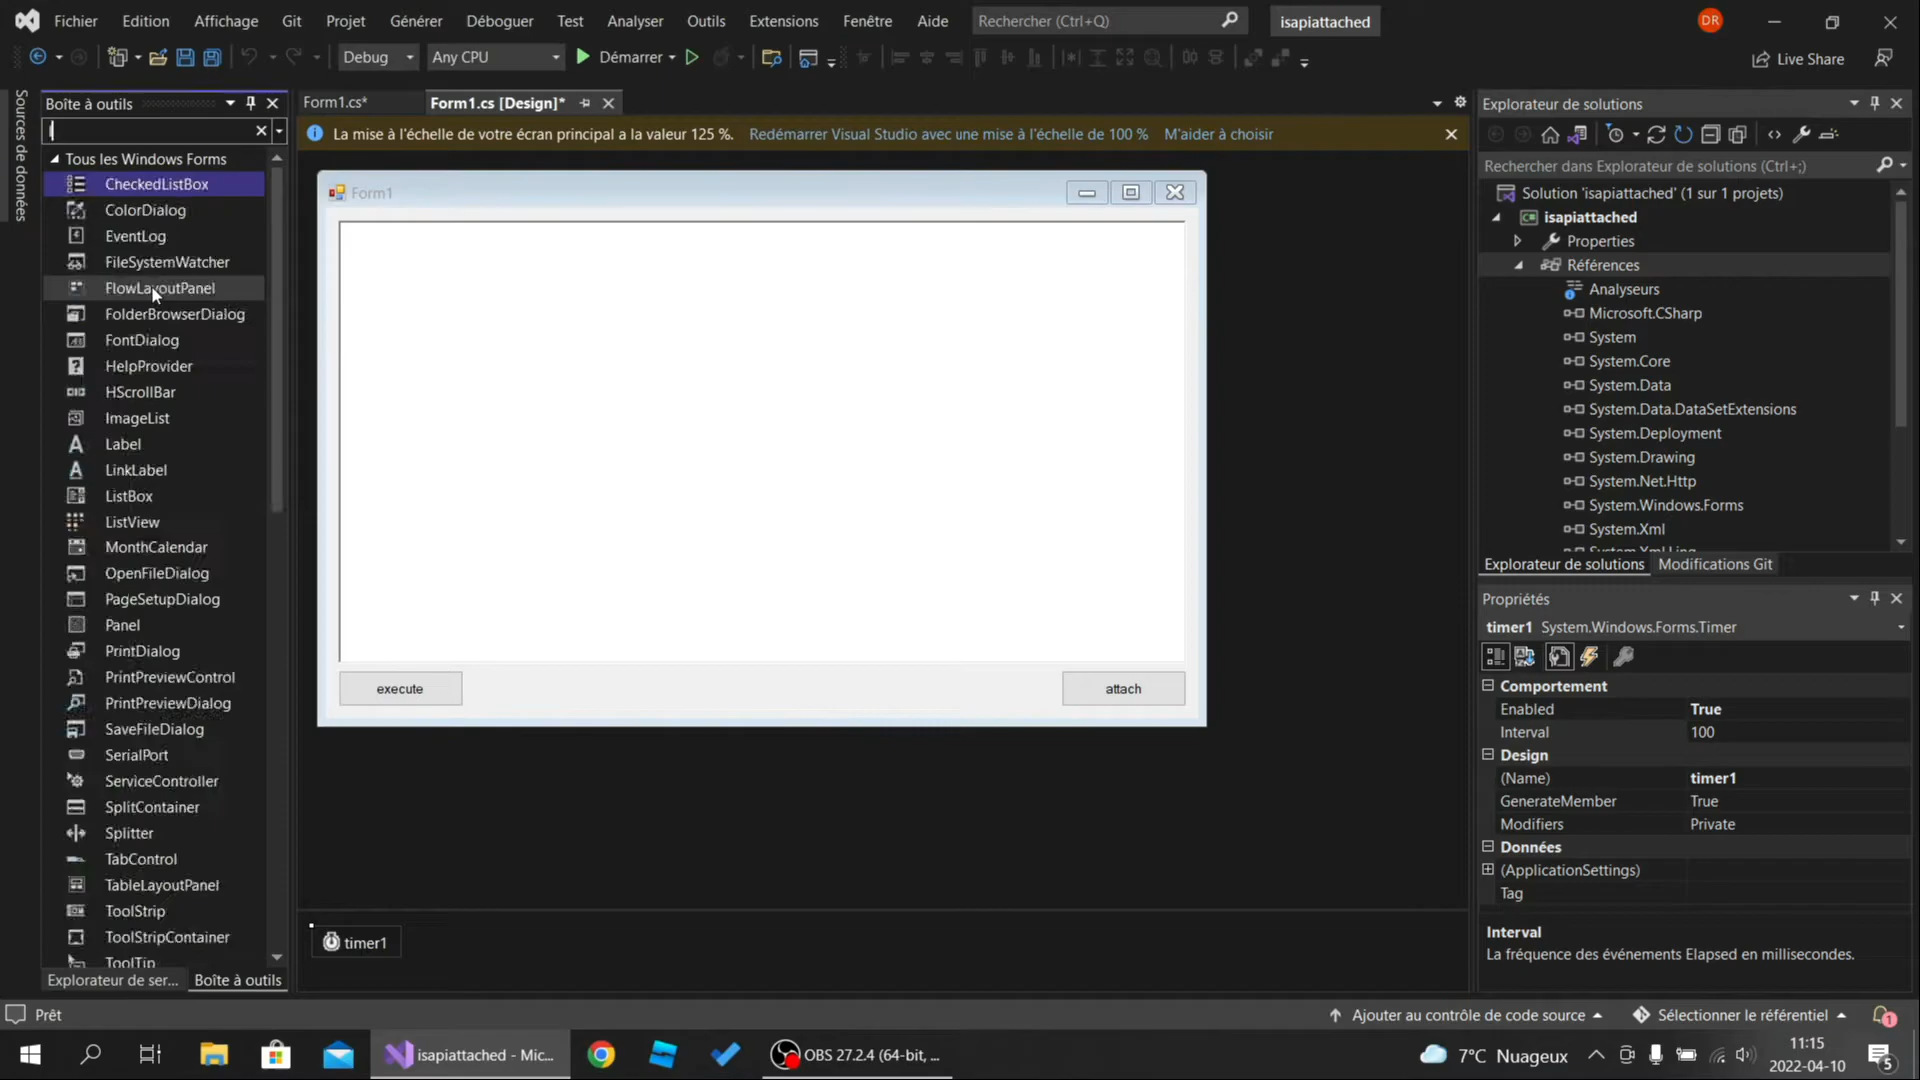 Fichier Edition Affichage Git Projet Générer Déboguer Test Analyser Outils Extensions Fenêtre Aide Rechercher (Ctrl+Q) isapiattached DR
Debug Any CPU Démarrer Live Share
Sources de données
Boîte à outils
Tous les Windows Forms
CheckedListBox
ColorDialog
EventLog
FileSystemWatcher
FlowLayoutPanel
FolderBrowserDialog
FontDialog
HelpProvider
HScrollBar
ImageList
Label
LinkLabel
ListBox
ListView
MonthCalendar
OpenFileDialog
PageSetupDialog
Panel
PrintDialog
PrintPreviewControl
PrintPreviewDialog
SaveFileDialog
SerialPort
ServiceController
SplitContainer
Splitter
TabControl
TableLayoutPanel
ToolStrip
ToolStripContainer
ToolTip
Explorateur de ser... Boîte à outils
Form1.cs* Form1.cs [Design]*
La mise à l'échelle de votre écran principal a la valeur 125 %. Redémarrer Visual Studio avec une mise à l'échelle de 100 % M'aider à choisir
Form1
execute attach
timer1
Explorateur de solutions
Rechercher dans Explorateur de solutions (Ctrl+;)
Solution 'isapiattached' (1 sur 1 projets)
isapiattached
Properties
Références
Analyseurs
Microsoft.CSharp
System
System.Core
System.Data
System.Data.DataSetExtensions
System.Deployment
System.Drawing
System.Net.Http
System.Windows.Forms
System.Xml
System.Xml.Linq
Explorateur de solutions Modifications Git
Propriétés
timer1 System.Windows.Forms.Timer
Comportement
Enabled True
Interval 100
Design
(Name) timer1
GenerateMember True
Modifiers Private
Données
(ApplicationSettings)
Tag
Interval
La fréquence des événements Elapsed en millisecondes.
Prêt Ajouter au contrôle de code source Sélectionner le référentiel 1
isapiattached - Mic... OBS 27.2.4 (64-bit, ... 7°C Nuageux 11:15
2022-04-10 5